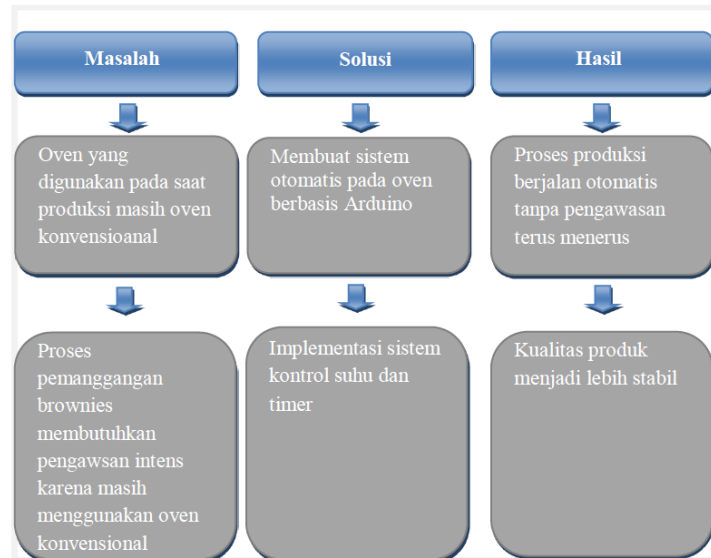 Masalah
Oven yang
digunakan pada saat
produksi masih oven
konvensioanal
Proses
pemanggangan
brownies
membutuhkan
pengawsan intens
karena masih
menggunakan oven
konvensional
Solusi
Membuat sistem
otomatis pada oven
berbasis Arduino
Implementasi sistem
kontrol suhu dan
timer
Hasil
Proses produksi
berjalan otomatis
tanpa pengawasan
terus menerus
Kualitas produk
menjadi lebih stabil